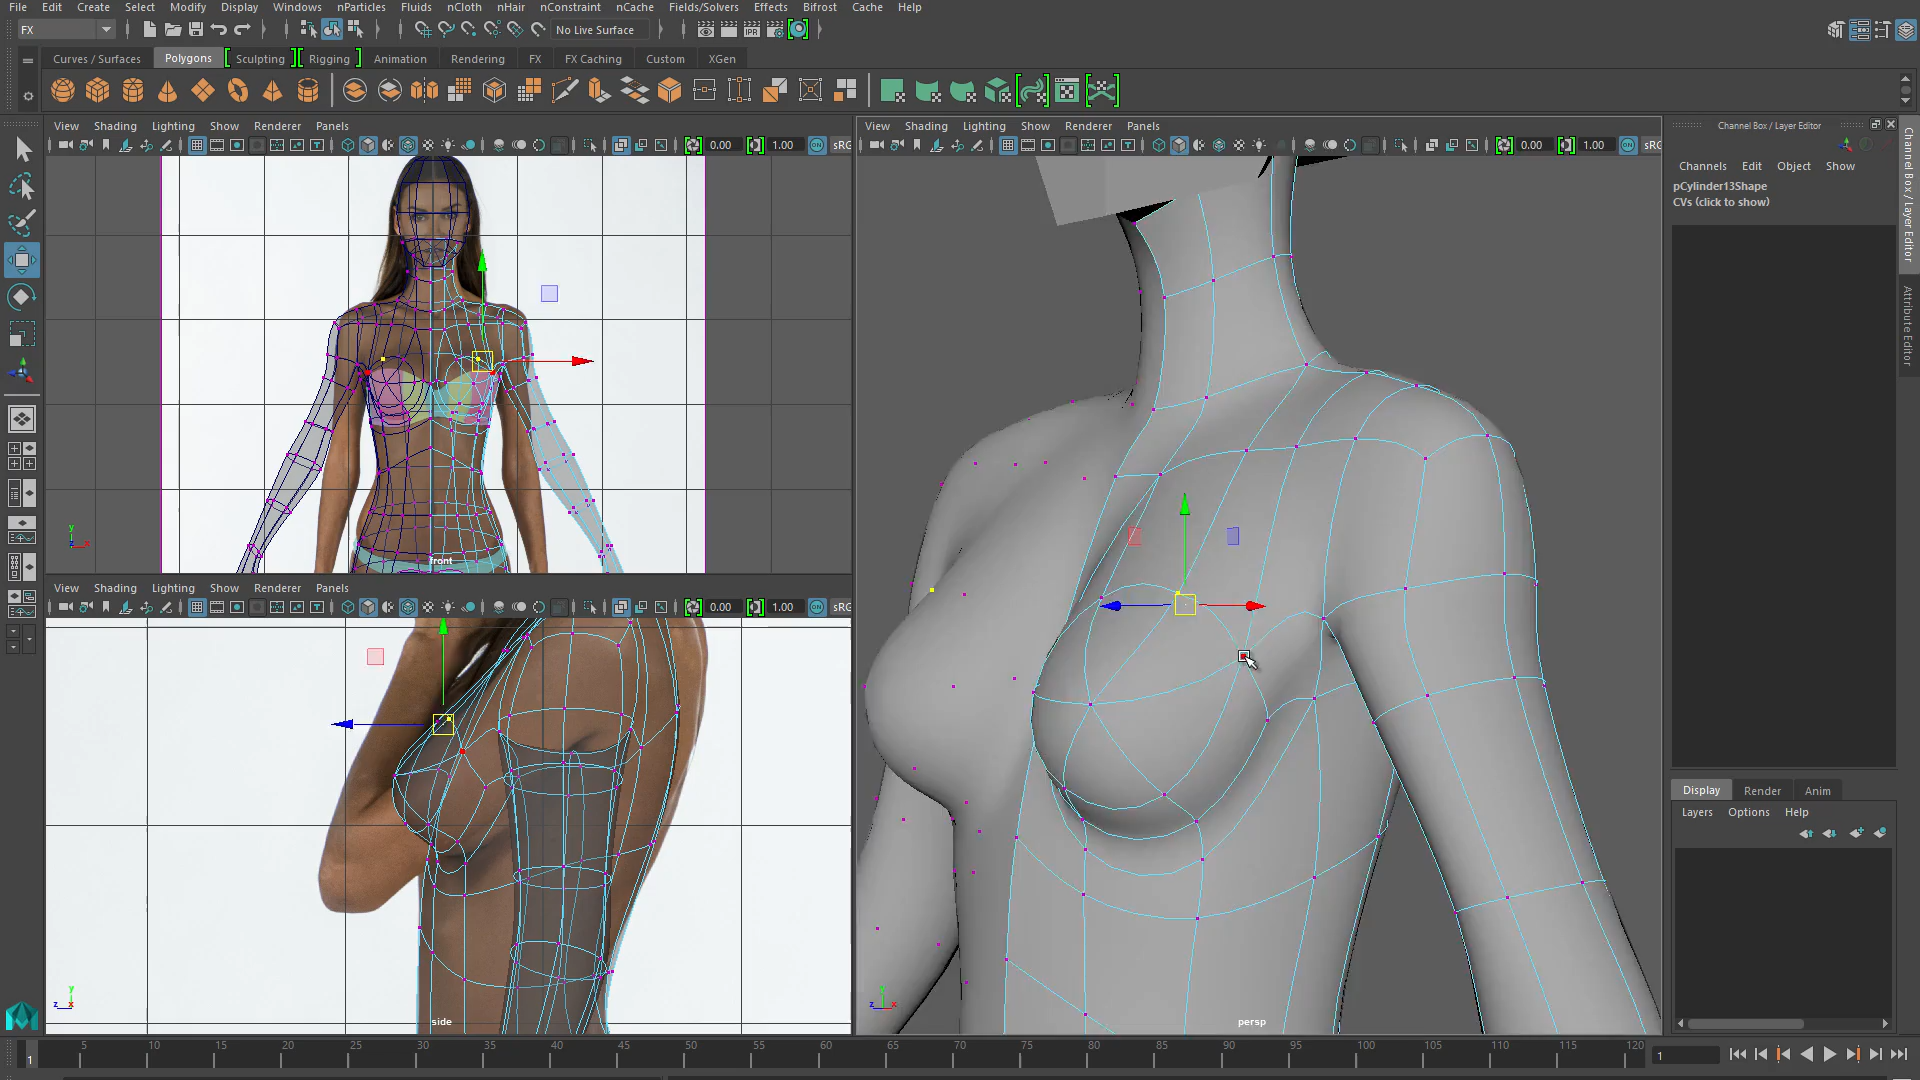 File Edit Create Select Modify Display Windows nParticles Fluids nCloth nHair nConstraint nCache Fields/Solvers Effects Bifrost Cache Help
FX No Live Surface
Curves / Surfaces Polygons Sculpting Rigging Animation Rendering FX FX Caching Custom XGen
View Shading Lighting Show Renderer Panels
0.00 1.00 ON sRG
front
View Shading Lighting Show Renderer Panels
0.00 1.00 ON sRG
side
View Shading Lighting Show Renderer Panels
0.00 1.00 ON sRG
persp
Channel Box / Layer Editor
Channels Edit Object Show
pCylinder13Shape
CVs (click to show)
Channel Box / Layer Editor
Attribute Editor
Display Render Anim
Layers Options Help
1 5 10 15 20 25 30 35 40 45 50 55 60 65 70 75 80 85 90 95 100 105 110 115 120 1